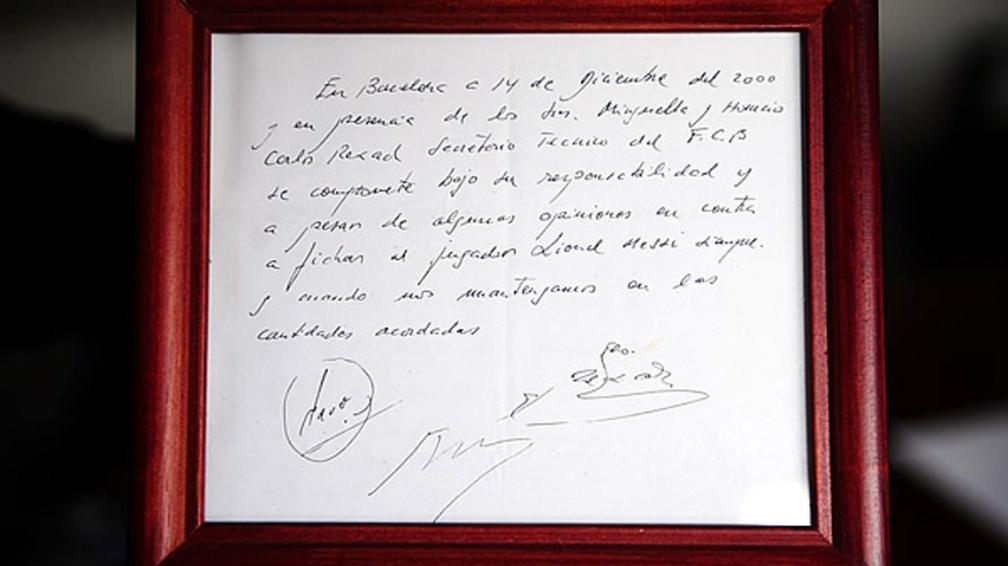 En Barcelona a 14 de Diciembre del 2000
y en presencia de los Srs. Minguella y Horacio
Carlos Rexach Secretario Tecnico del F.C.B
se compromete bajo su responsabilidad y
a pesar de algunas opiniones en contra
a fichar al jugador Lionel Messi siempre.
y cuando nos mantengamos en las
cantidades acordadas